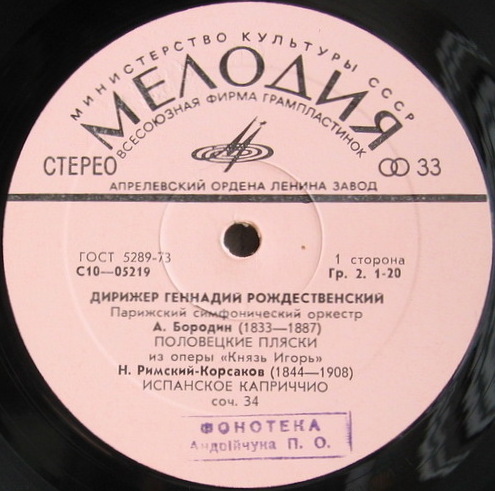 МИНИСТЕРСТВО КУЛЬТУРЫ СССР
МЕЛОДИЯ
ВСЕСОЮЗНАЯ ФИРМА ГРАМПЛАСТИНОК
СТЕРЕО
33
АПРЕЛЕВСКИЙ ОРДЕНА ЛЕНИНА ЗАВОД
ГОСТ 5289-73
1 сторона
С10—05219
Гр. 2. 1-20
ДИРИЖЕР ГЕННАДИЙ РОЖДЕСТВЕНСКИЙ
Парижский симфонический оркестр
А. Бородин (1833—1887)
ПОЛОВЕЦКИЕ ПЛЯСКИ
из оперы «Князь Игорь»
Н. Римский-Корсаков (1844—1908)
ИСПАНСКОЕ КАПРИЧЧИО
соч. 34
ФОНОТЕКА
Андрійчука П. О.